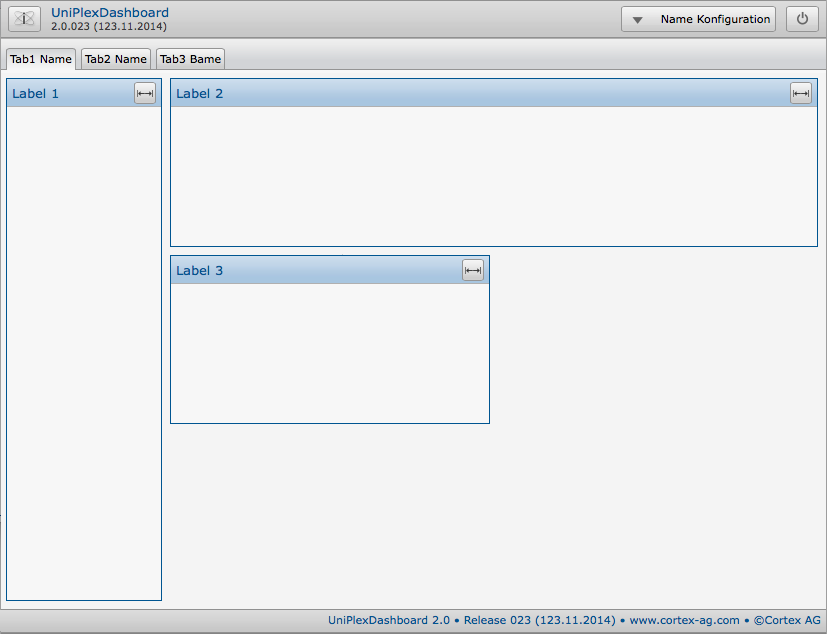 UniPlexDashboard
2.0.023 (123.11.2014)
Name Konfiguration
Tab1 Name
Tab2 Name
Tab3 Bame
Label 1
Label 2
Label 3
UniPlexDashboard 2.0 • Release 023 (123.11.2014) • www.cortex-ag.com • ©Cortex AG